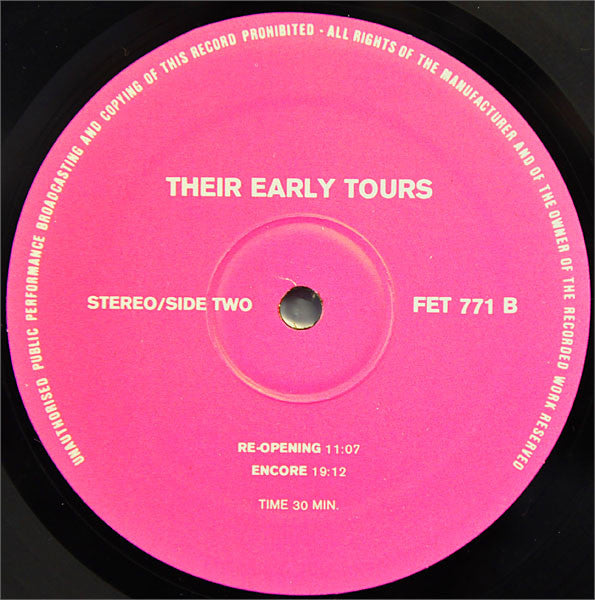 UNAUTHORISED PUBLIC PERFORMANCE BROADCASTING AND COPYING OF THIS RECORD PROHIBITED · ALL RIGHTS OF THE MANUFACTURER AND OF THE OWNER OF THE RECORDED WORK RESERVED
THEIR EARLY TOURS
STEREO/SIDE TWO
FET 771 B
RE-OPENING 11:07
ENCORE 19:12
TIME 30 MIN.